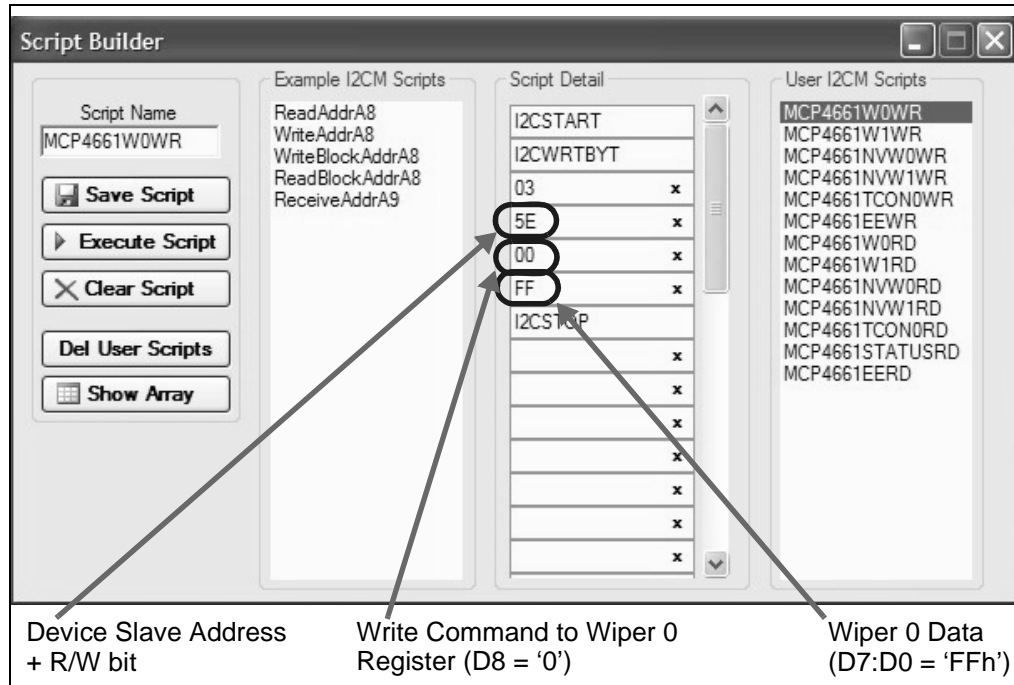 Script Builder
Script Name
MCP4661W0WR
Save Script
Execute Script
Clear Script
Del User Scripts
Show Array
Example I2CM Scripts
ReadAddrA8
WriteAddrA8
WriteBlockAddrA8
ReadBlockAddrA8
ReceiveAddrA9
Script Detail
I2CSTART
I2CWRTBYT
03 x
5E x
00 x
FF x
I2CSTOP
x
x
x
x
x
x
x
User I2CM Scripts
MCP4661W0WR
MCP4661W1WR
MCP4661NVW0WR
MCP4661NVW1WR
MCP4661TCON0WR
MCP4661EEWR
MCP4661W0RD
MCP4661W1RD
MCP4661NVW0RD
MCP4661NVW1RD
MCP4661TCON0RD
MCP4661STATUSRD
MCP4661EERD
Device Slave Address
+ R/W bit
Write Command to Wiper 0
Register (D8 = ‘0’)
Wiper 0 Data
(D7:D0 = ‘FFh’)